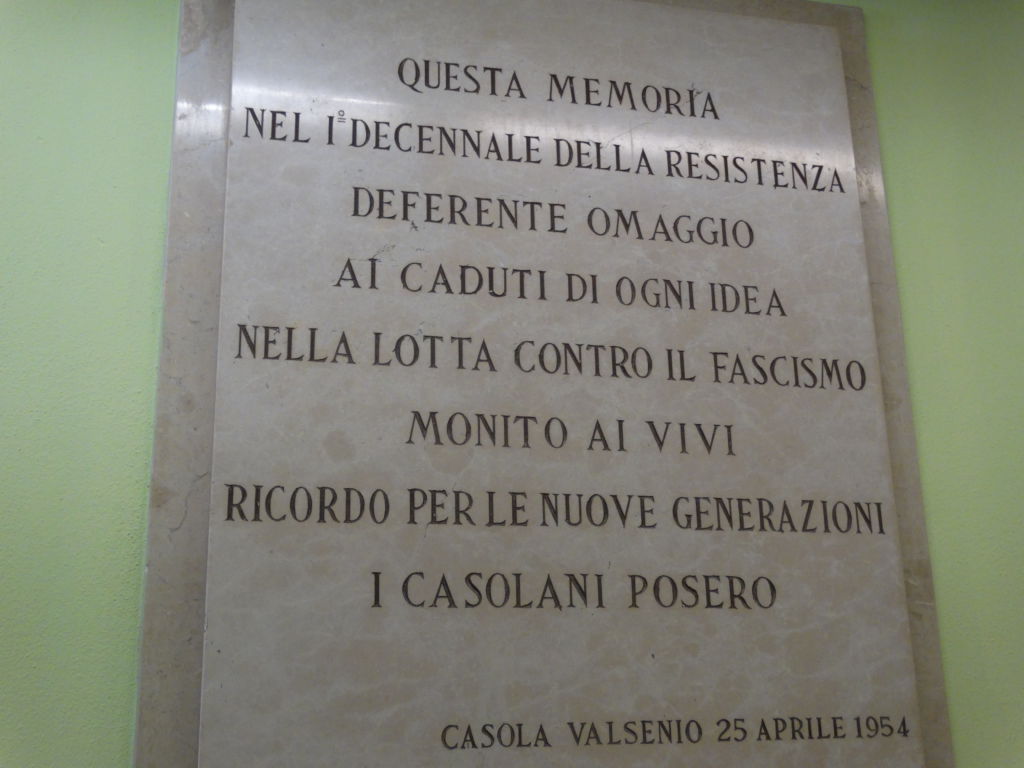 QUESTA MEMORIA
NEL 1º DECENNALE DELLA RESISTENZA
DEFERENTE OMAGGIO
AI CADUTI DI OGNI IDEA
NELLA LOTTA CONTRO IL FASCISMO
MONITO AI VIVI
RICORDO PER LE NUOVE GENERAZIONI
I CASOLANI POSERO
CASOLA VALSENIO 25 APRILE 1954